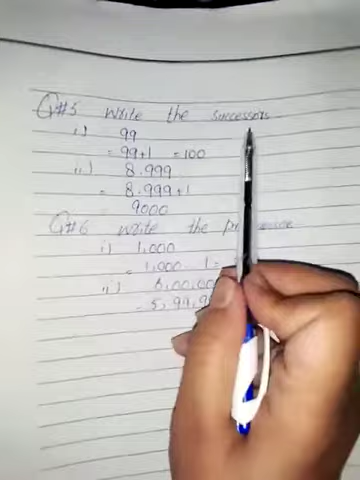 Q#5 Write the successors
i) 99
= 99+1 = 100
ii) 8.999
= 8.999+1
9000
Q#6 Write the
i) 1,000
= 1,000 - 1 =
ii) 6,00,00
= 5,99,9